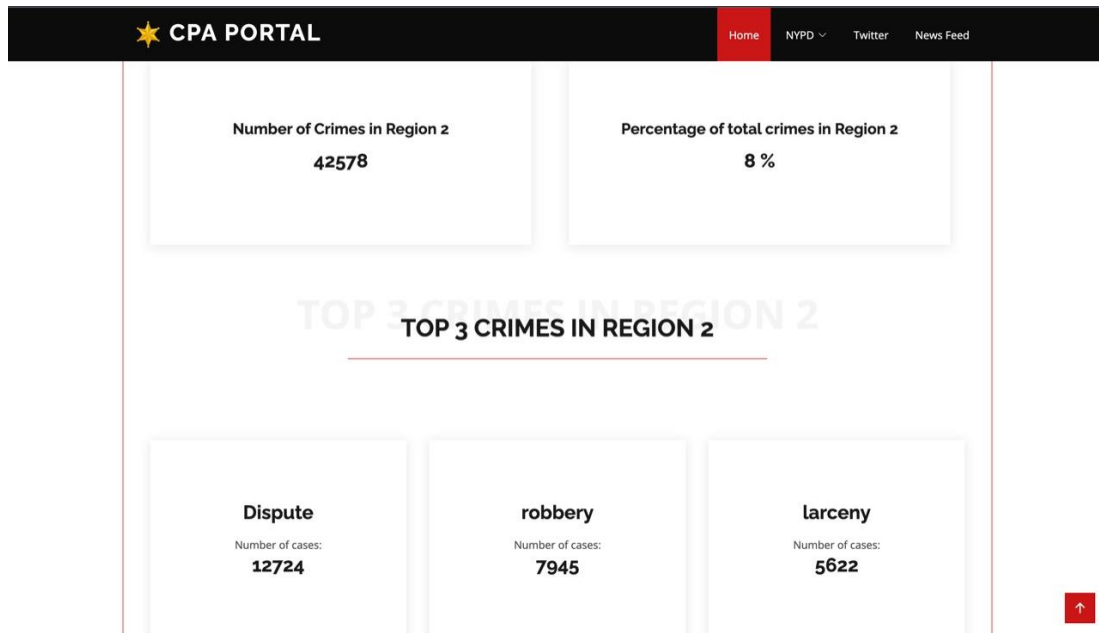 CPA PORTAL
Home NYPD Twitter News Feed
Number of Crimes in Region 2
42578
Percentage of total crimes in Region 2
8 %
TOP 3 CRIMES IN REGION 2
TOP 3 CRIMES IN REGION 2
Dispute
Number of cases:
12724
robbery
Number of cases:
7945
larceny
Number of cases:
5622